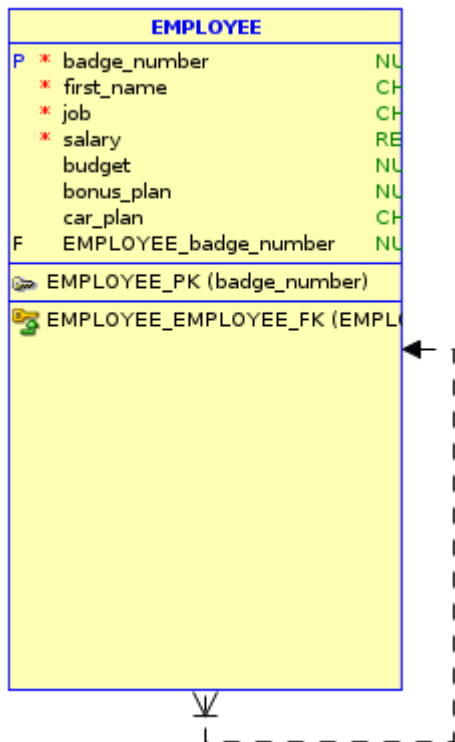 EMPLOYEE
P * badge_number NU
* first_name CH
* job CH
* salary RE
budget NU
bonus_plan NU
car_plan CH
F EMPLOYEE_badge_number NU
EMPLOYEE_PK (badge_number)
EMPLOYEE_EMPLOYEE_FK (EMPL